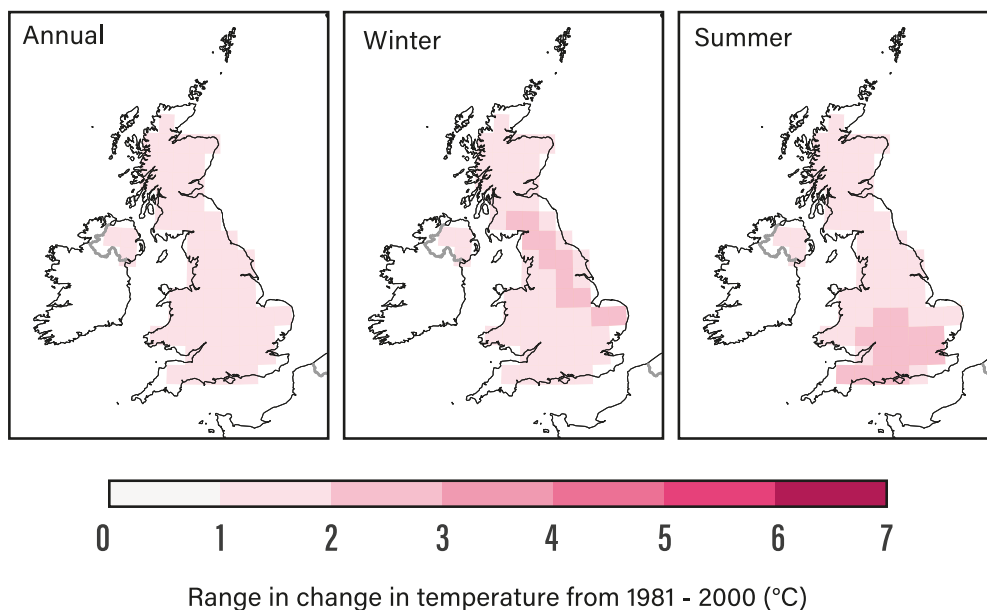 Annual
Winter
Summer
0 1 2 3 4 5 6 7
Range in change in temperature from 1981 - 2000 (°C)